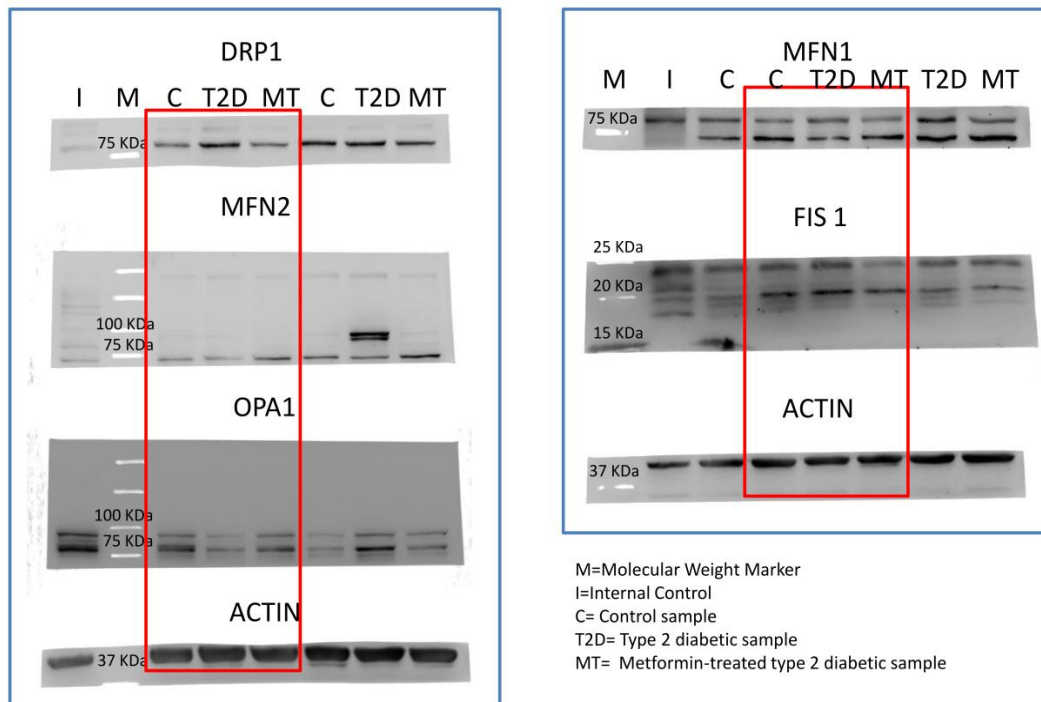 DRP1
I M C T2D MT C T2D MT
75 KDa
MFN2
100 KDa
75 KDa
OPA1
100 KDa
75 KDa
ACTIN
37 KDa
MFN1
M I C C T2D MT T2D MT
75 KDa
FIS 1
25 KDa
20 KDa
15 KDa
ACTIN
37 KDa
M=Molecular Weight Marker
I=Internal Control
C= Control sample
T2D= Type 2 diabetic sample
MT= Metformin-treated type 2 diabetic sample